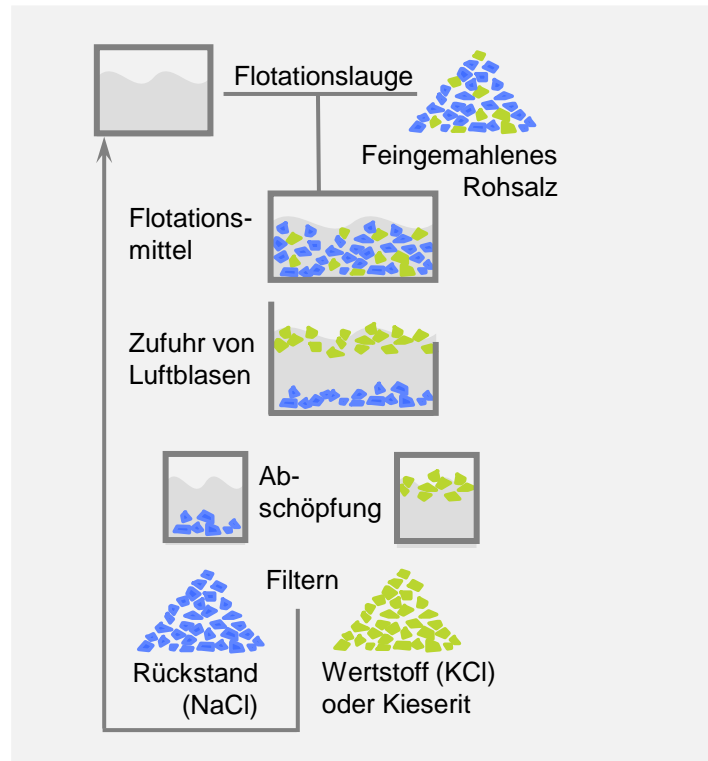 Flotationslauge
Feingemahlenes
Rohsalz
Flotations-
mittel
Zufuhr von
Luftblasen
Ab-
schöpfung
Filtern
Rückstand
(NaCl)
Wertstoff (KCl)
oder Kieserit